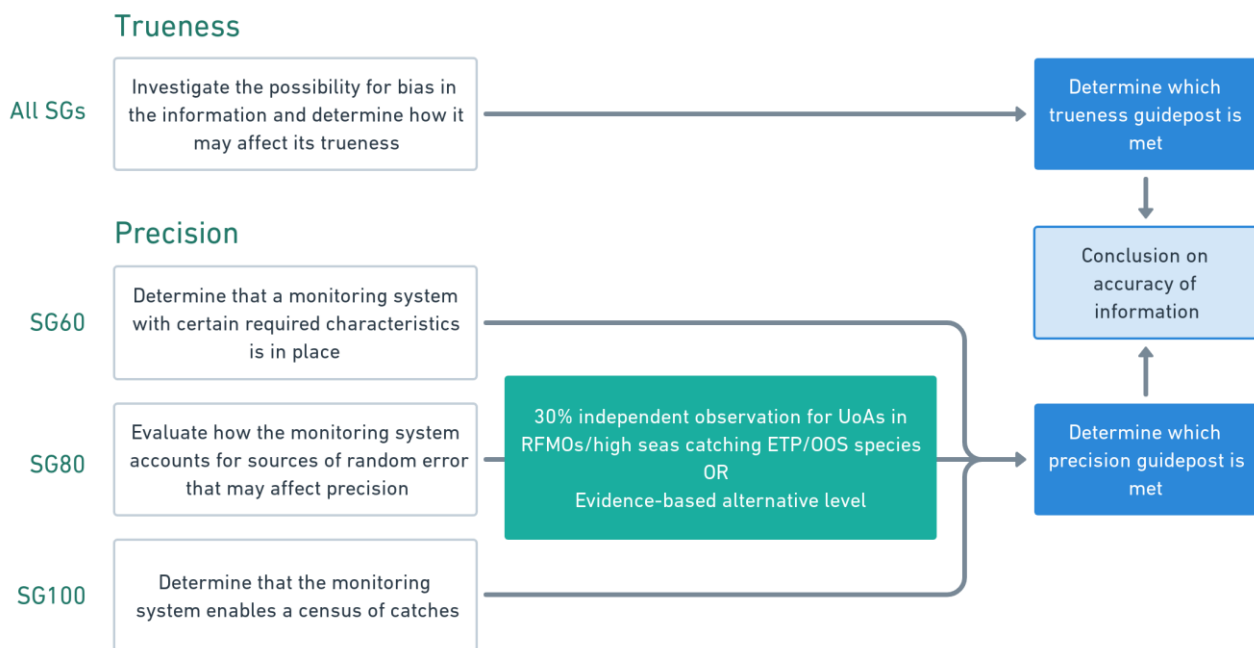 Trueness
All SGs
Investigate the possibility for bias in
the information and determine how it
may affect its trueness
Determine which
trueness guidepost is
met
Precision
Conclusion on
accuracy of
information
SG60
Determine that a monitoring system
with certain required characteristics
is in place
SG80
Evaluate how the monitoring system
accounts for sources of random error
that may affect precision
30% independent observation for UoAs in
RFMOs/high seas catching ETP/OOS species
OR
Evidence-based alternative level
Determine which
precision guidepost is
met
SG100
Determine that the monitoring
system enables a census of catches